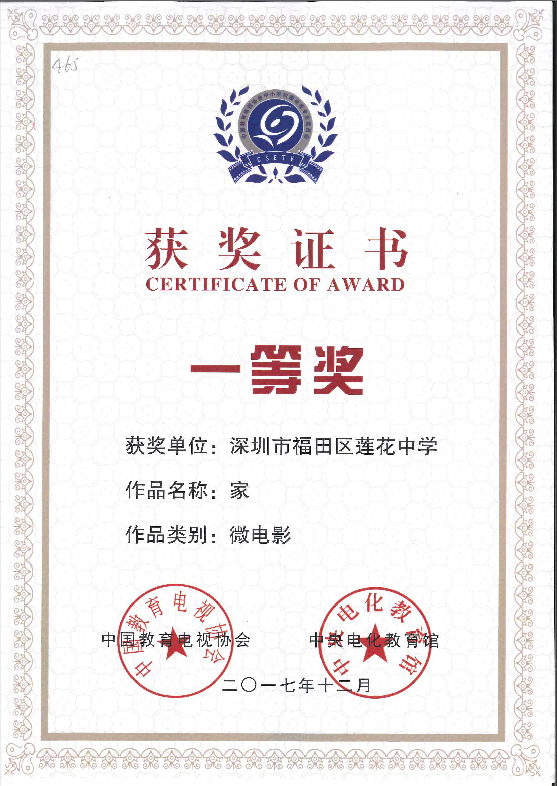 465
CSETV
获奖证书
CERTIFICATE OF AWARD
一等奖
获奖单位：深圳市福田区莲花中学
作品名称：家
作品类别：微电影
中国教育电视协会
中央电化教育馆
中国教育电视协会
中央电化教育馆
二〇一七年十二月